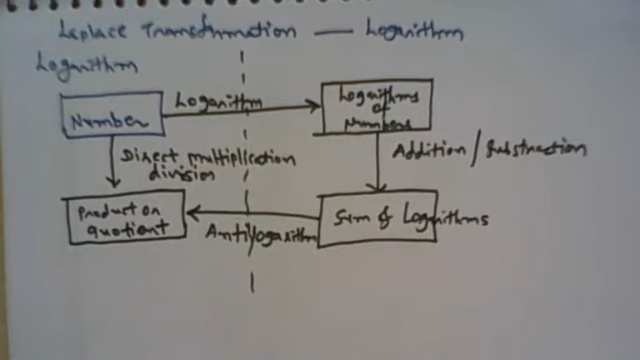 Laplace Transformation — Logarithm
Logarithm
Number
Logarithm
Logarithms
of
Numbers
Direct multiplication
division
Addition / Substraction
Product on
quotient
Antilogarithm
Sum of Logarithms